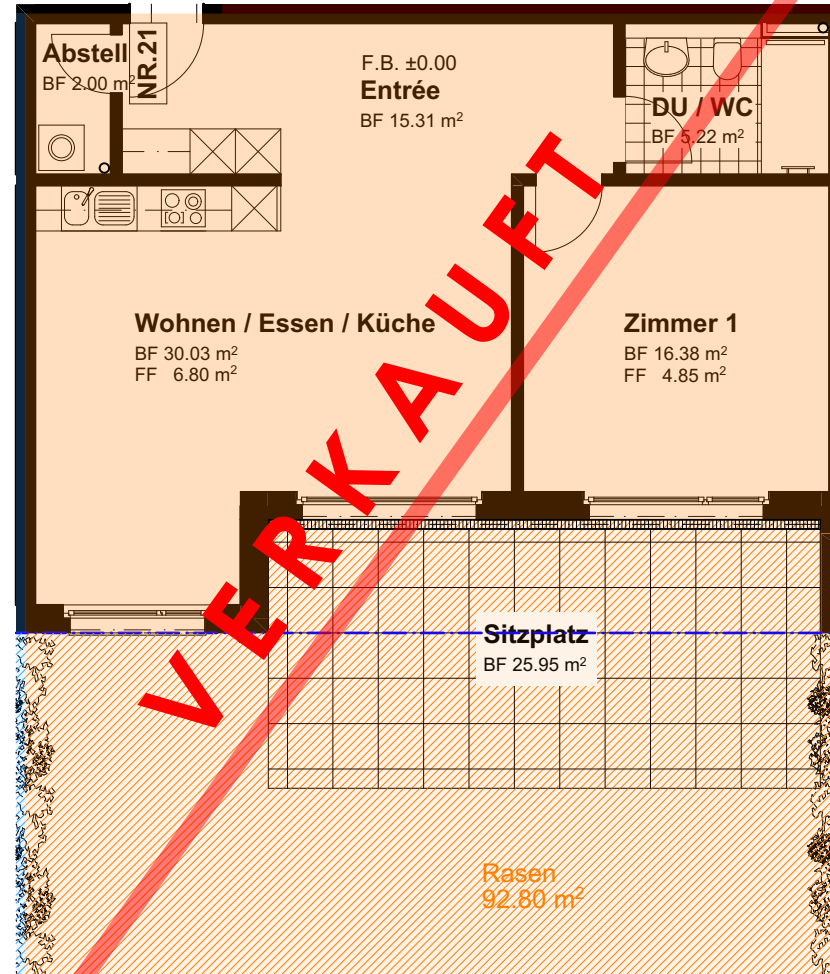 Abstell
BF 2.00 m²
NR.21
F.B. ±0.00
Entrée
BF 15.31 m²
DU / WC
BF 5.22 m²
Wohnen / Essen / Küche
BF 30.03 m²
FF 6.80 m²
Zimmer 1
BF 16.38 m²
FF 4.85 m²
VERKAUFT
Sitzplatz
BF 25.95 m²
Rasen
92.80 m²